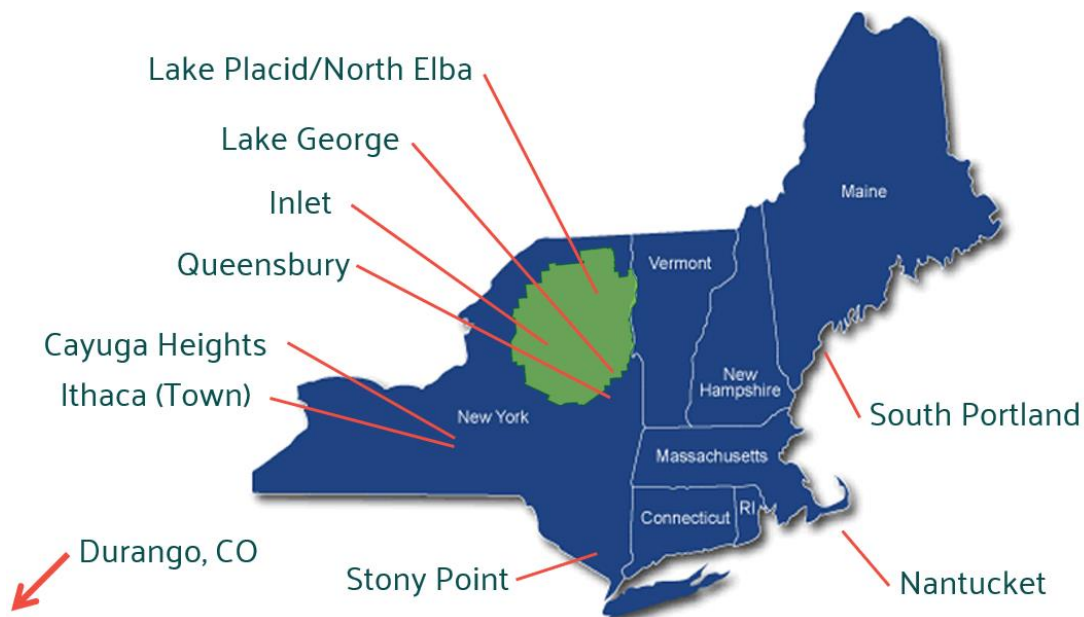 Lake Placid/North Elba
Lake George
Inlet
Queensbury
Cayuga Heights
Ithaca (Town)
Durango, CO
Stony Point
South Portland
Nantucket
Maine
Vermont
New
Hampshire
New York
Massachusetts
Connecticut
RI